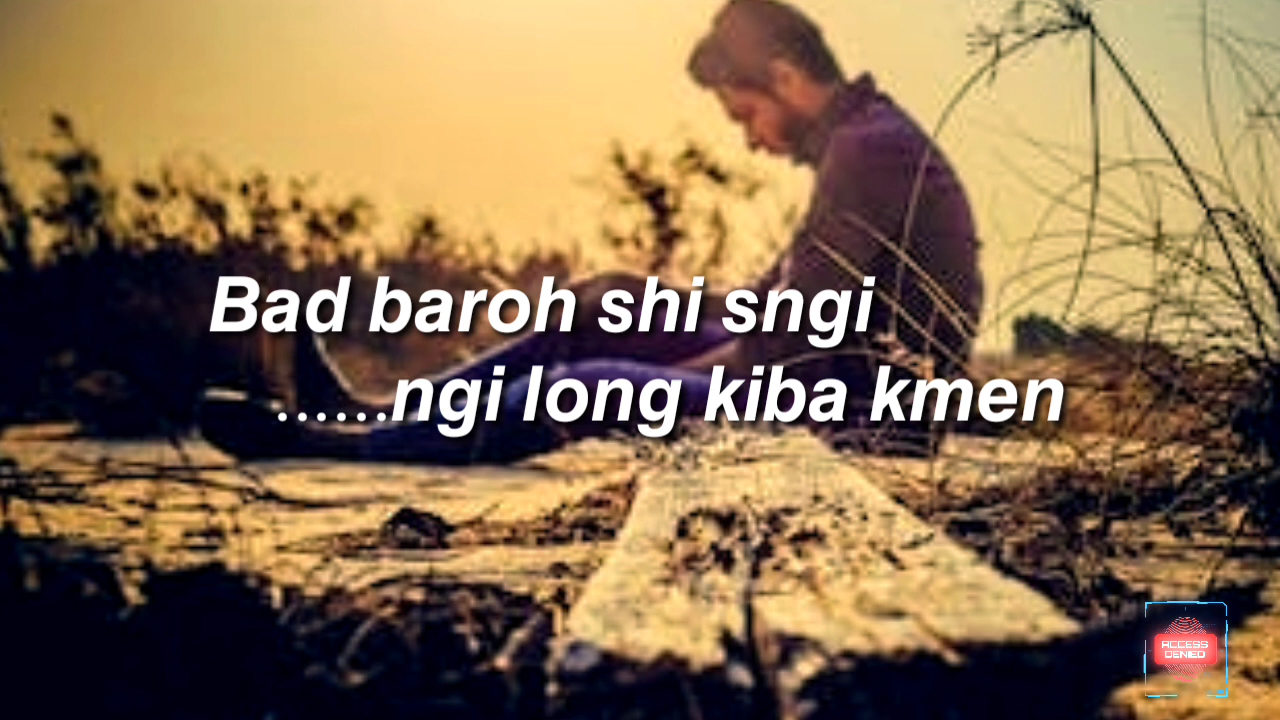 Bad baroh shi sngi
......ngi long kiba kmen
ACCESS
DENIED